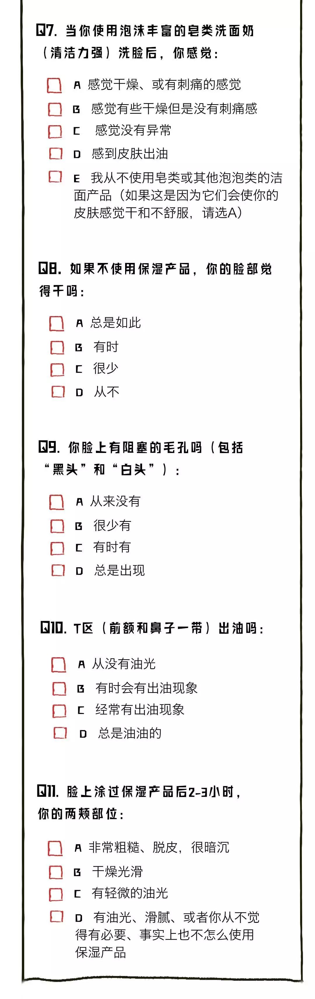 Q7. 当你使用泡沫丰富的皂类洗面奶
（清洁力强）洗脸后，你感觉：
A 感觉干燥、或有刺痛的感觉
B 感觉有些干燥但是没有刺痛感
C 感觉没有异常
D 感到皮肤出油
E 我从不使用皂类或其他泡泡类的洁
面产品（如果这是因为它们会使你的
皮肤感觉干和不舒服，请选A）
Q8. 如果不使用保湿产品，你的脸部觉
得干吗：
A 总是如此
B 有时
C 很少
D 从不
Q9. 你脸上有阻塞的毛孔吗（包括
“黑头”和“白头”）：
A 从来没有
B 很少有
C 有时有
D 总是出现
Q10. T区（前额和鼻子一带）出油吗：
A 从没有油光
B 有时会有出油现象
C 经常有出油现象
D 总是油油的
Q11. 脸上涂过保湿产品后2-3小时，
你的两颊部位：
A 非常粗糙、脱皮，很暗沉
B 干燥光滑
C 有轻微的油光
D 有油光、滑腻、或者你从不觉
得有必要、事实上也不怎么使用
保湿产品